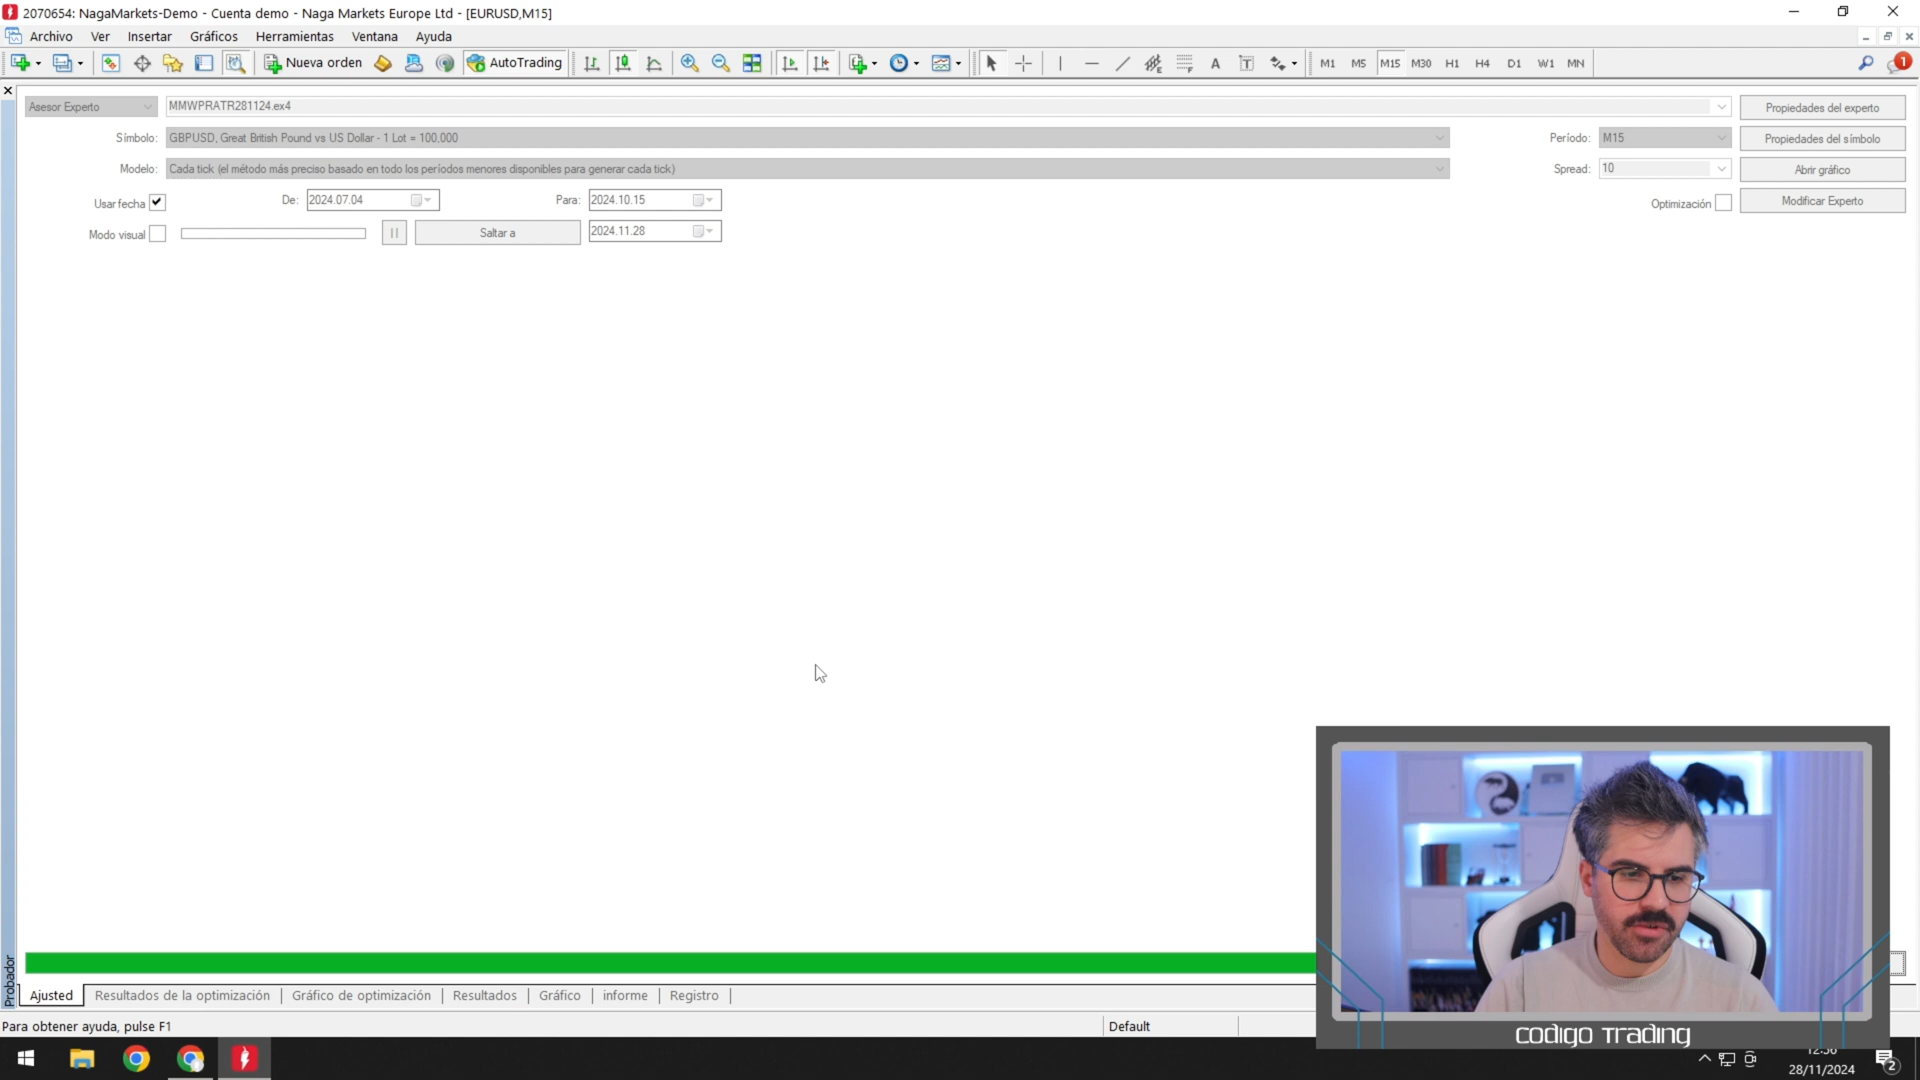 2070654: NagaMarkets-Demo - Cuenta demo - Naga Markets Europe Ltd - [EURUSD,M15]
Archivo Ver Insertar Gráficos Herramientas Ventana Ayuda
Nueva orden AutoTrading A T M1 M5 M15 M30 H1 H4 D1 W1 MN 1
Asesor Experto MMWPRATR281124.ex4 Propiedades del experto
Símbolo: GBPUSD, Great British Pound vs US Dollar - 1 Lot = 100,000 Período: M15 Propiedades del símbolo
Modelo: Cada tick (el método más preciso basado en todo los períodos menores disponibles para generar cada tick) Spread: 10 Abrir gráfico
Usar fecha De: 2024.07.04 Para: 2024.10.15 Optimización Modificar Experto
Modo visual Saltar a 2024.11.28
Probador
Ajusted Resultados de la optimización Gráfico de optimización Resultados Gráfico informe Registro
Para obtener ayuda, pulse F1 Default
codigo Trading
28/11/2024 2